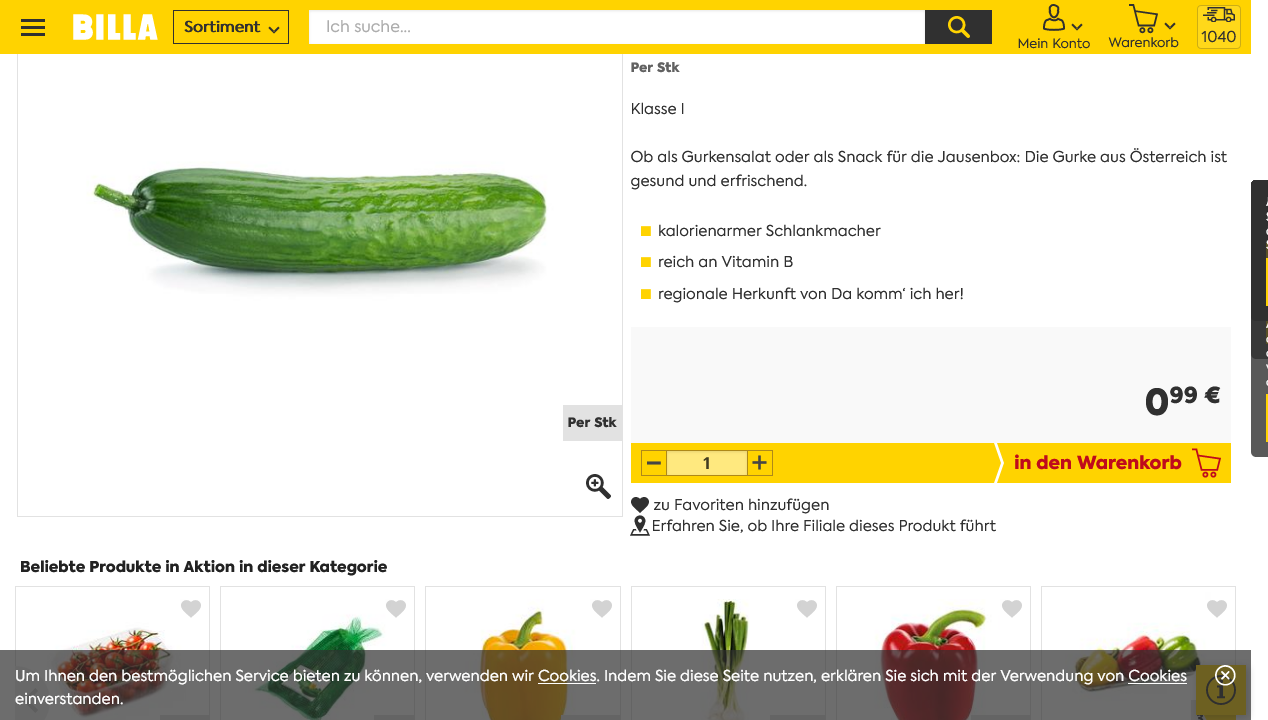 BILLA
Sortiment
Ich suche...
Mein Konto
Warenkorb
1040
Per Stk
Klasse I
Ob als Gurkensalat oder als Snack für die Jausenbox: Die Gurke aus Österreich ist
gesund und erfrischend.
kalorienarmer Schlankmacher
reich an Vitamin B
regionale Herkunft von Da komm‘ ich her!
Per Stk
0 99 €
1
in den Warenkorb
zu Favoriten hinzufügen
Erfahren Sie, ob Ihre Filiale dieses Produkt führt
Beliebte Produkte in Aktion in dieser Kategorie
Um Ihnen den bestmöglichen Service bieten zu können, verwenden wir Cookies. Indem Sie diese Seite nutzen, erklären Sie sich mit der Verwendung von Cookies
einverstanden.